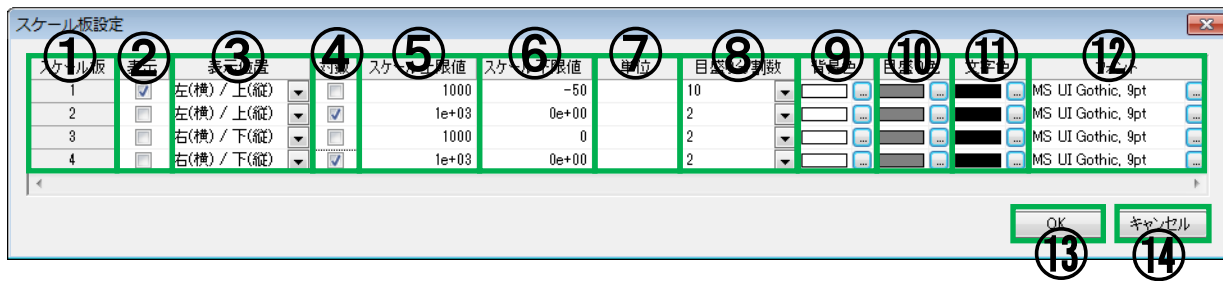 スケール板設定
① ② ③ ④ ⑤ ⑥ ⑦ ⑧ ⑨ ⑩ ⑪ ⑫
スケール板 表示 表示位置 対数 スケール上限値 スケール下限値 単位 目盛り分割数 背景色 目盛り色 文字色 フォント
1 左(横) / 上(縦) 1000 -50 10 ... ... ... MS UI Gothic, 9pt ...
2 左(横) / 上(縦) 1e+03 0e+00 2 ... ... ... MS UI Gothic, 9pt ...
3 右(横) / 下(縦) 1000 0 2 ... ... ... MS UI Gothic, 9pt ...
4 右(横) / 下(縦) 1e+03 0e+00 2 ... ... ... MS UI Gothic, 9pt ...
OK キャンセル
⑬ ⑭